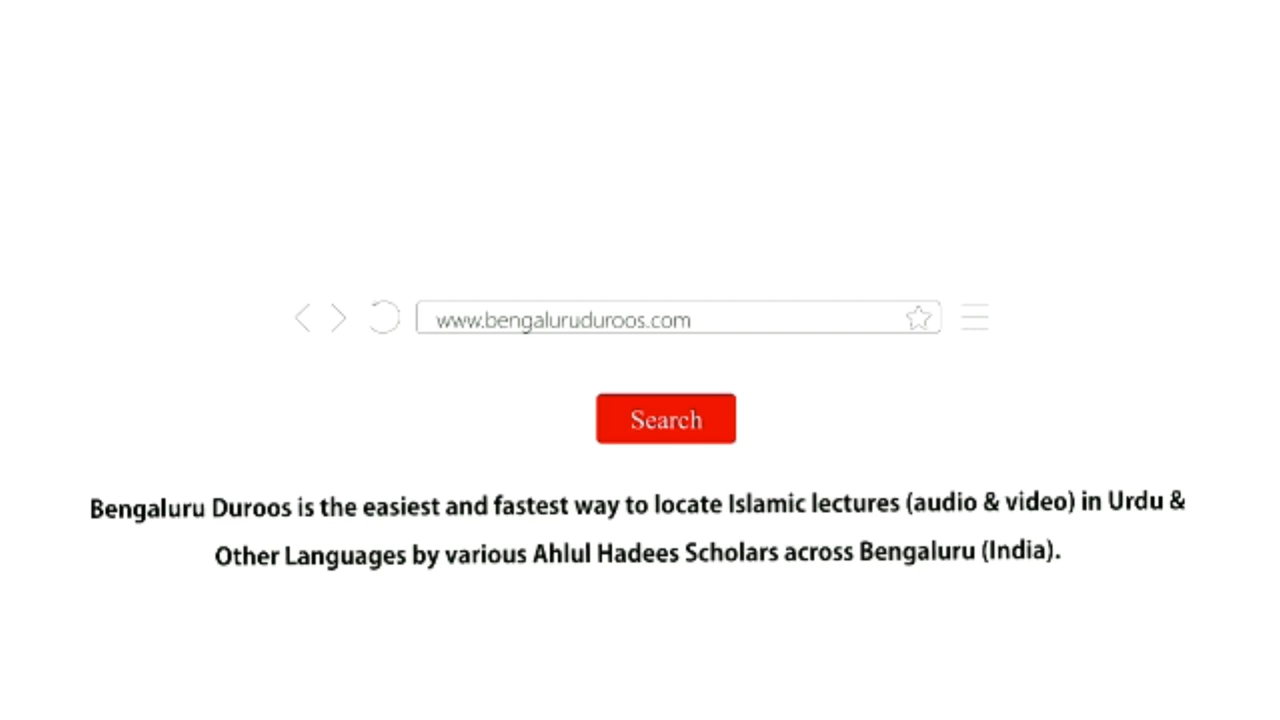 www.bengaluruduroos.com
Search
Bengaluru Duroos is the easiest and fastest way to locate Islamic lectures (audio & video) in Urdu &
Other Languages by various Ahlul Hadees Scholars across Bengaluru (India).